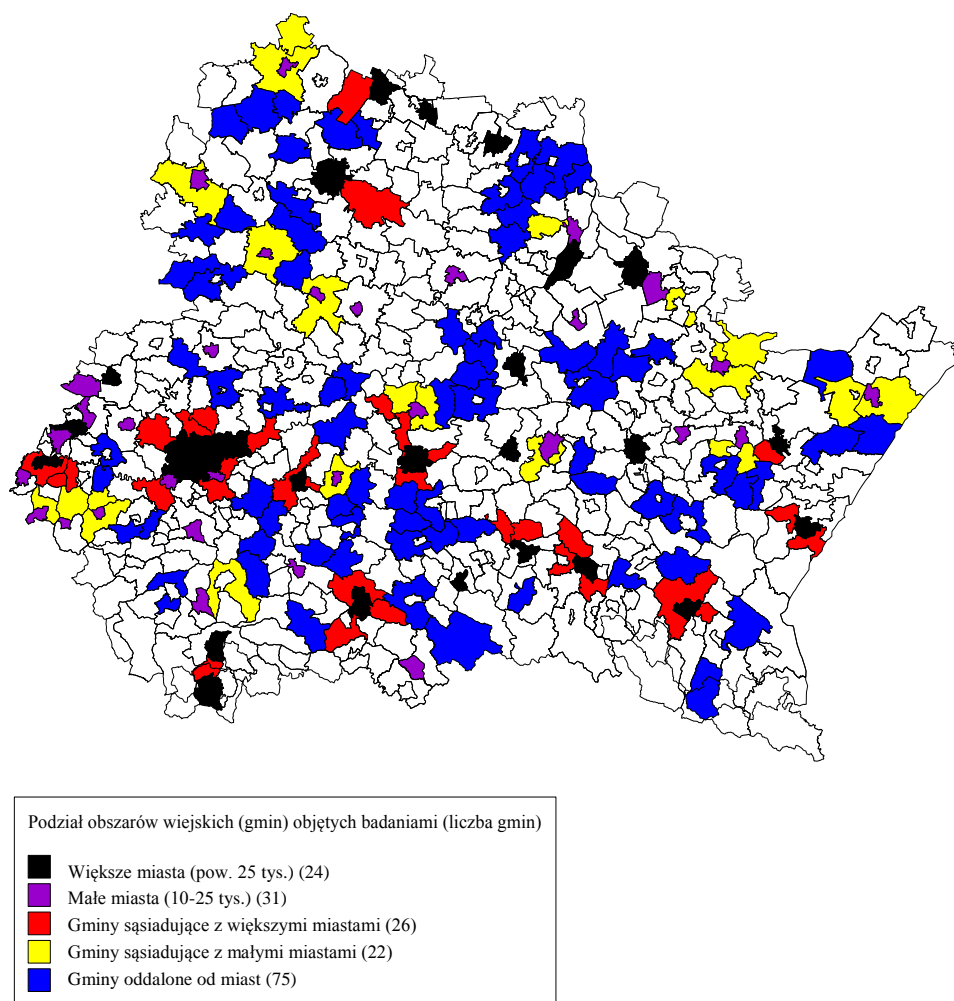 Podział obszarów wiejskich (gmin) objętych badaniami (liczba gmin)
Większe miasta (pow. 25 tys.) (24)
Małe miasta (10-25 tys.) (31)
Gminy sąsiadujące z większymi miastami (26)
Gminy sąsiadujące z małymi miastami (22)
Gminy oddalone od miast (75)